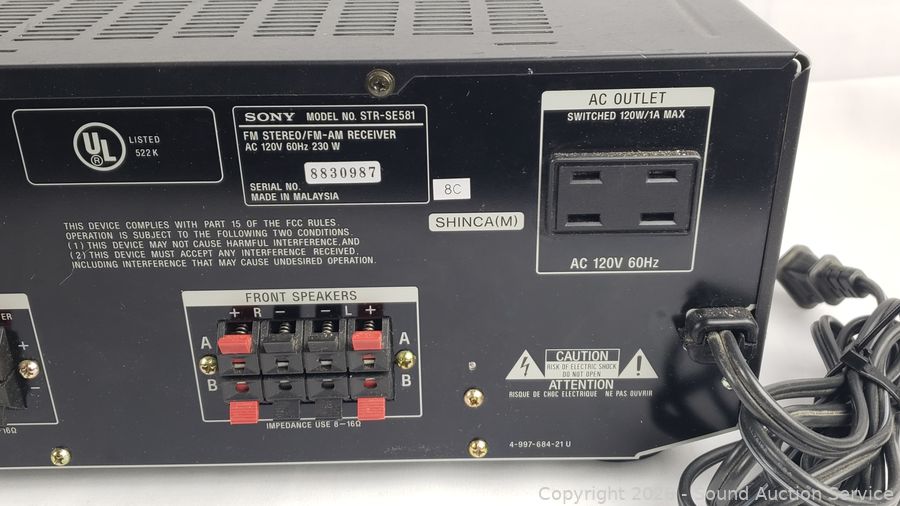 UL
®
LISTED
522 K
SONY MODEL NO. STR-SE581
FM STEREO/FM-AM RECEIVER
AC 120V 60Hz 230 W
8830987
SERIAL NO.
MADE IN MALAYSIA
8C
SHINCA(M)
AC OUTLET
SWITCHED 120W/1A MAX
AC 120V 60Hz
THIS DEVICE COMPLIES WITH PART 15 OF THE FCC RULES.
OPERATION IS SUBJECT TO THE FOLLOWING TWO CONDITIONS.
(1) THIS DEVICE MAY NOT CAUSE HARMFUL INTERFERENCE, AND
(2) THIS DEVICE MUST ACCEPT ANY INTERFERENCE RECEIVED,
INCLUDING INTERFERENCE THAT MAY CAUSE UNDESIRED OPERATION.
ER
+
−
16Ω
FRONT SPEAKERS
+ R − − L +
A A
B B
IMPEDANCE USE 8–16Ω
CAUTION
RISK OF ELECTRIC SHOCK
DO NOT OPEN
ATTENTION
RISQUE DE CHOC ELECTRIQUE NE PAS OUVRIR
4-997-684-21 U
Copyright - Sound Auction Service